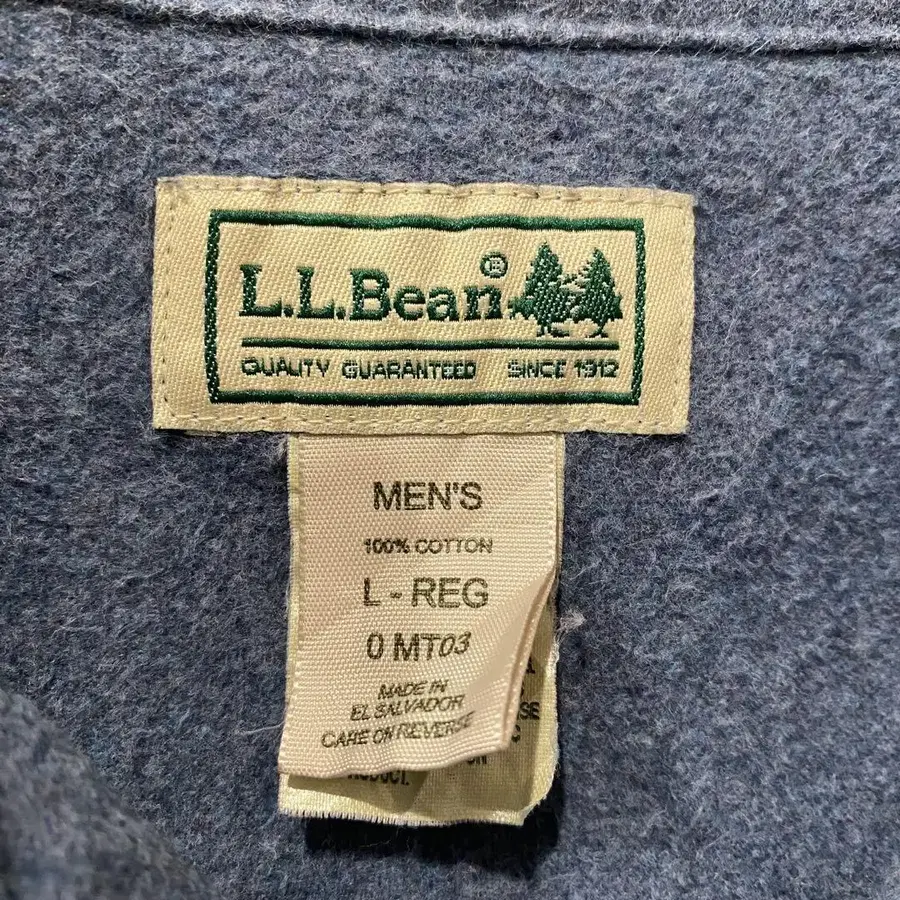 L.L.Bean®
QUALITY GUARANTEED SINCE 1912
MEN'S
100% COTTON
L - REG
0 MT03
MADE IN
EL SALVADOR
CARE ON REVERSE